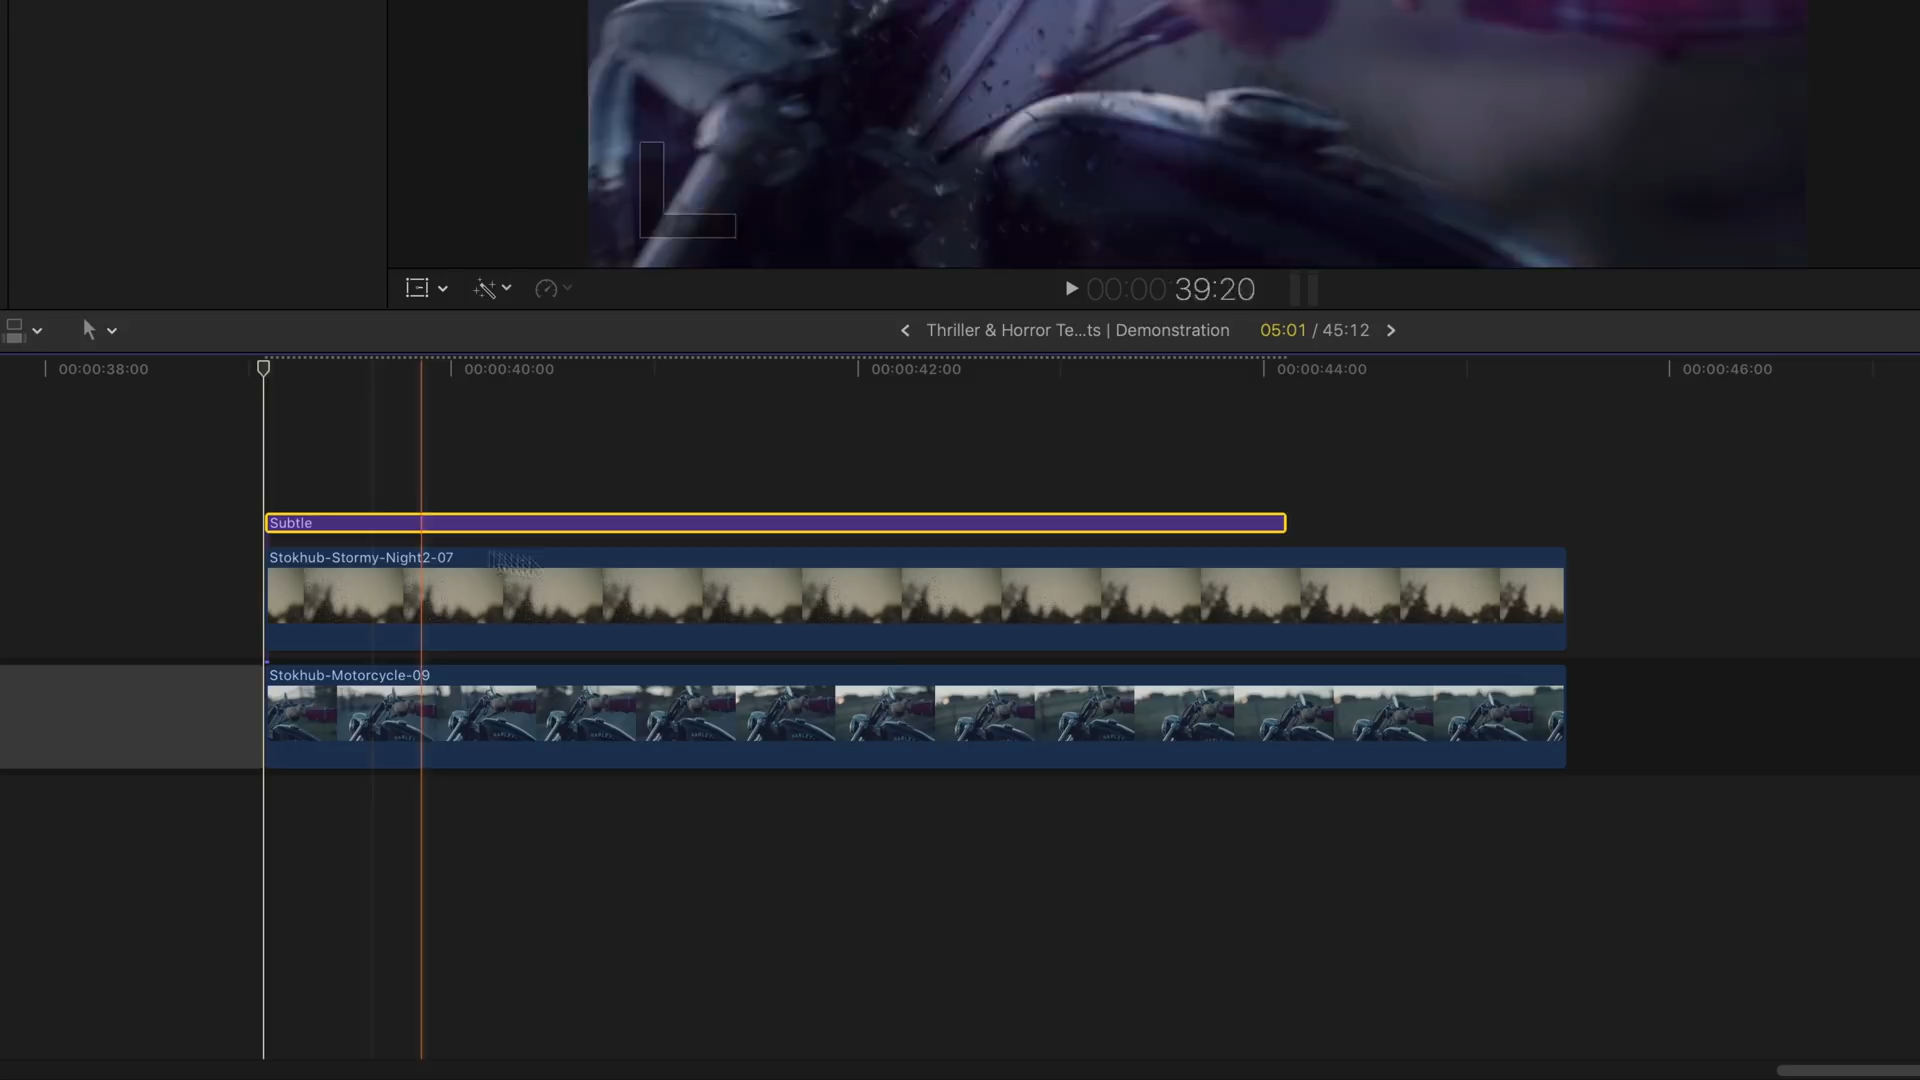 00:00:39:20
Thriller & Horror Te...ts | Demonstration 05:01 / 45:12
00:00:38:00 00:00:40:00 00:00:42:00 00:00:44:00 00:00:46:00
Subtle
Stokhub-Stormy-Night2-07
Stokhub-Motorcycle-09